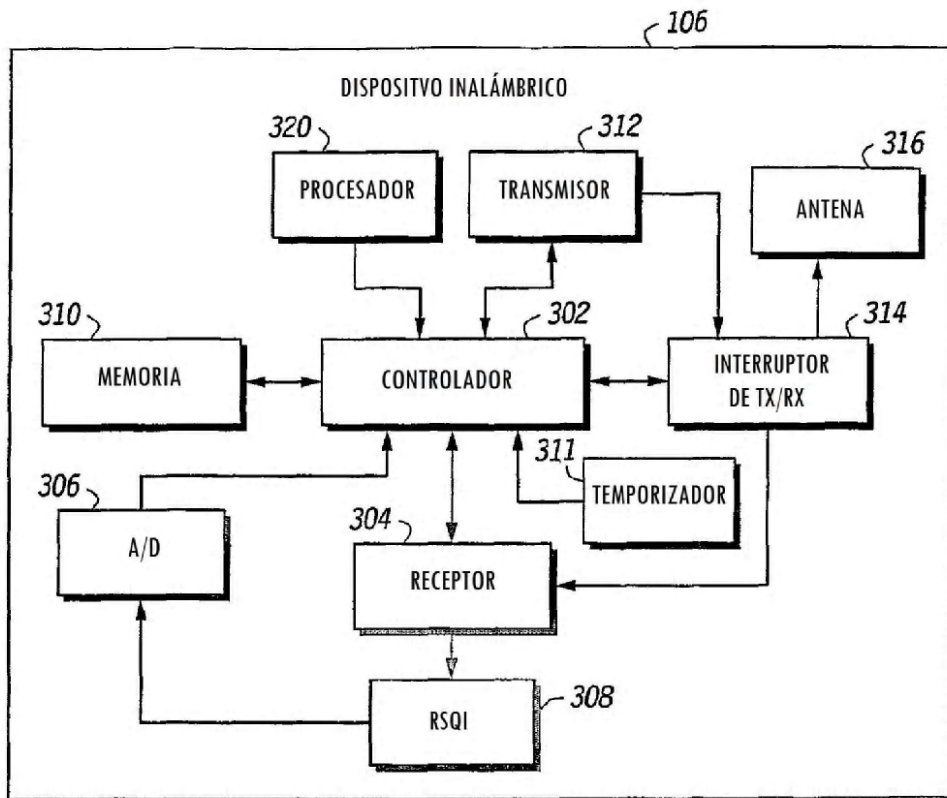 106
DISPOSITVO INALÁMBRICO
320
PROCESADOR
312
TRANSMISOR
316
ANTENA
310
MEMORIA
302
CONTROLADOR
314
INTERRUPTOR
DE TX/RX
311
TEMPORIZADOR
306
A/D
304
RECEPTOR
308
RSQI